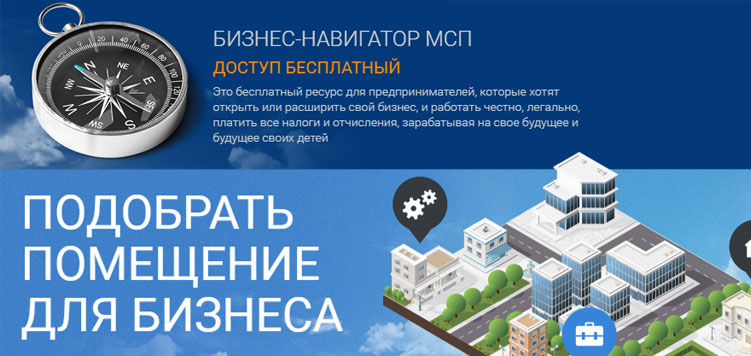 БИЗНЕС-НАВИГАТОР МСП
ДОСТУП БЕСПЛАТНЫЙ
Это бесплатный ресурс для предпринимателей, которые хотят
открыть или расширить свой бизнес, и работать честно, легально,
платить все налоги и отчисления, зарабатывая на свое будущее и
будущее своих детей
N
NE
E
S
W
ПОДОБРАТЬ
ПОМЕЩЕНИЕ
ДЛЯ БИЗНЕСА